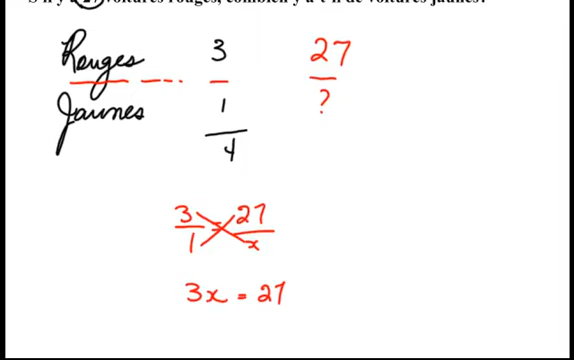 27 voitures rouges, combien y a-t-il de voitures jaunes?
Rouges 3 27
Jaunes 1 ?
4
3/1 = 27/x
3x = 27